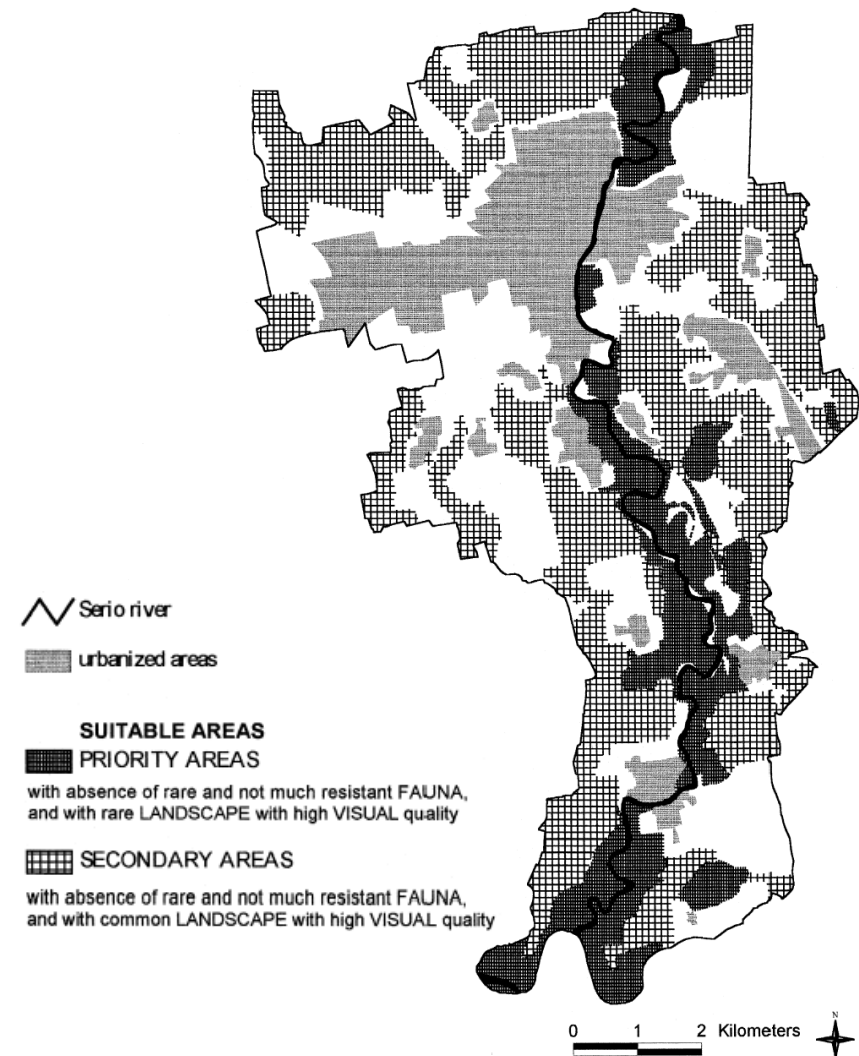 Serio river
urbanized areas
SUITABLE AREAS
PRIORITY AREAS
with absence of rare and not much resistant FAUNA,
and with rare LANDSCAPE with high VISUAL quality
SECONDARY AREAS
with absence of rare and not much resistant FAUNA,
and with common LANDSCAPE with high VISUAL quality
0 1 2 Kilometers
N